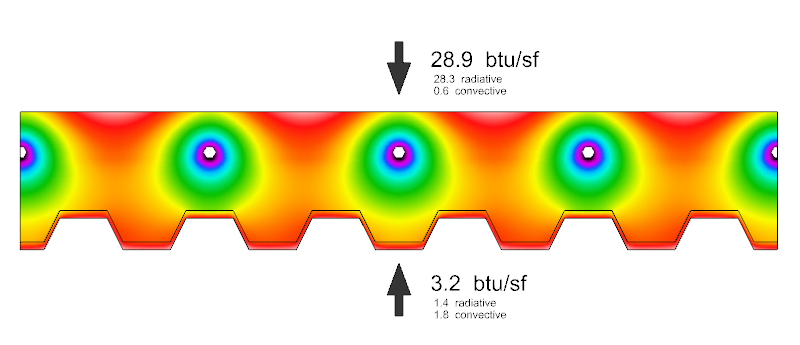 28.9 btu/sf
28.3 radiative
0.6 convective
3.2 btu/sf
1.4 radiative
1.8 convective